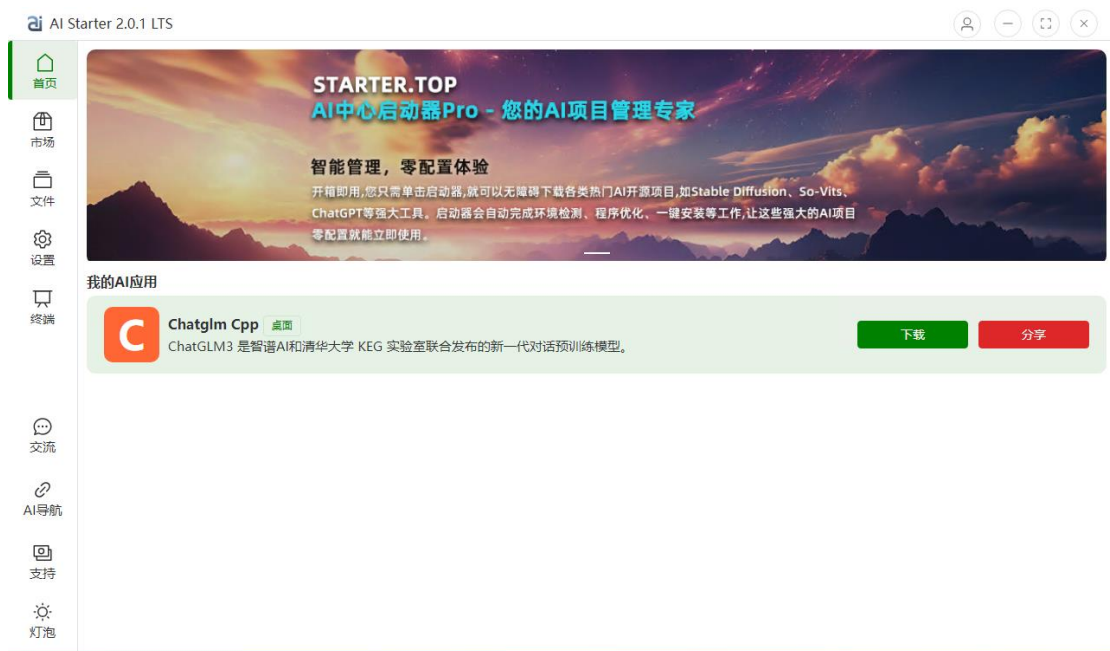 AI Starter 2.0.1 LTS
首页
市场
文件
设置
终端
交流
AI导航
支持
灯泡
STARTER.TOP
AI中心启动器Pro - 您的AI项目管理专家
智能管理，零配置体验
开箱即用,您只需单击启动器,就可以无障碍下载各类热门AI开源项目,如Stable Diffusion、So-Vits、
ChatGPT等强大工具。启动器会自动完成环境检测、程序优化、一键安装等工作,让这些强大的AI项目
零配置就能立即使用。
我的AI应用
C
Chatglm Cpp 桌面
ChatGLM3 是智谱AI和清华大学 KEG 实验室联合发布的新一代对话预训练模型。
下载
分享